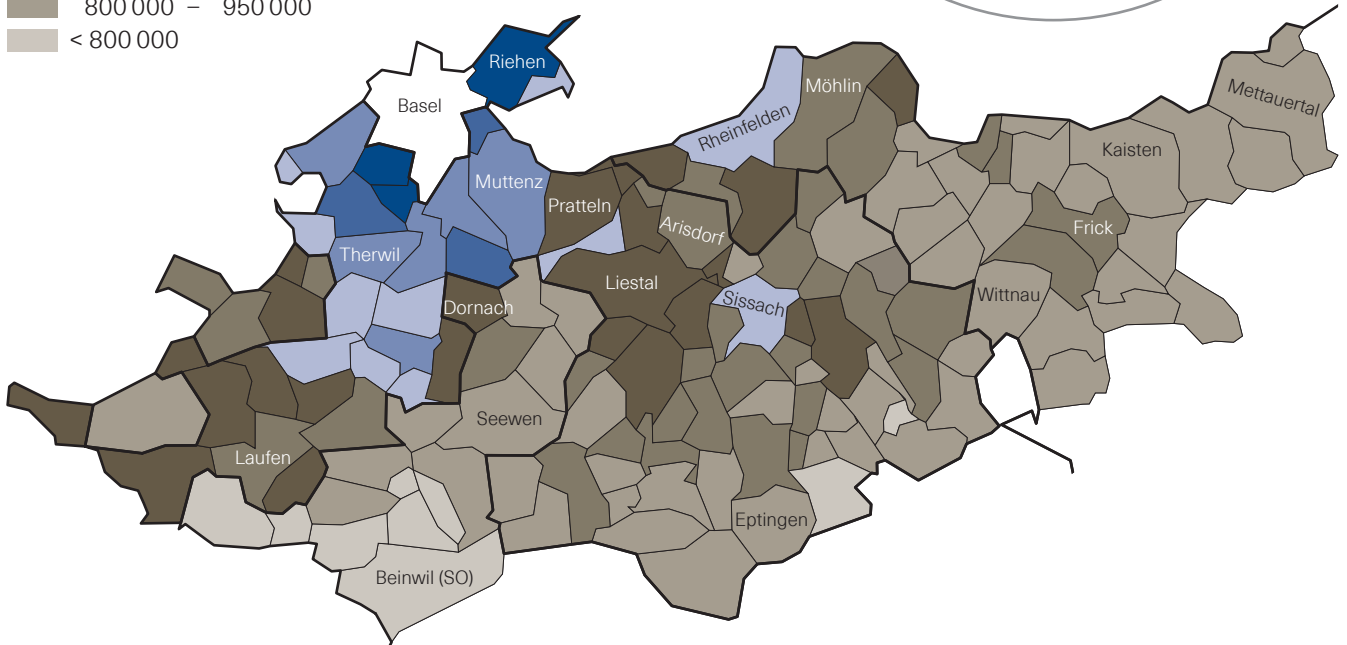 800 000 – 950 000
< 800 000
Riehen
Basel
Möhlin
Mettauertal
Rheinfelden
Kaisten
Muttenz
Pratteln
Arisdorf
Frick
Therwil
Liestal
Sissach
Wittnau
Dornach
Seewen
Laufen
Eptingen
Beinwil (SO)